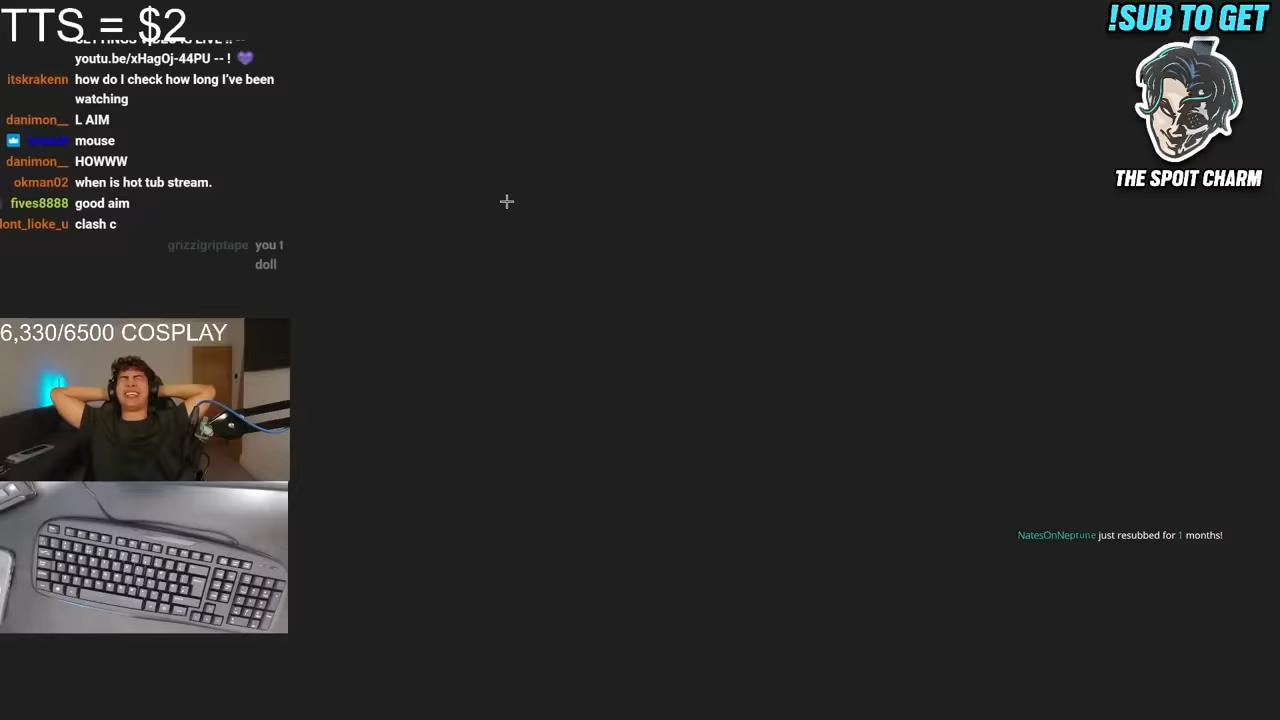 TTS = $2
youtu.be/xHagOj-44PU -- !
itskrakenn how do I check how long I've been
watching
danimon__ L AIM
mouse
danimon__ HOWWW
okman02 when is hot tub stream.
fives8888 good aim
dont_lioke_u clash c
grizzigriptape you
doll
6,330/6500 COSPLAY
!SUB TO GET
THE SPOIT CHARM
NatesOnNeptune just resubbed for 1 months!